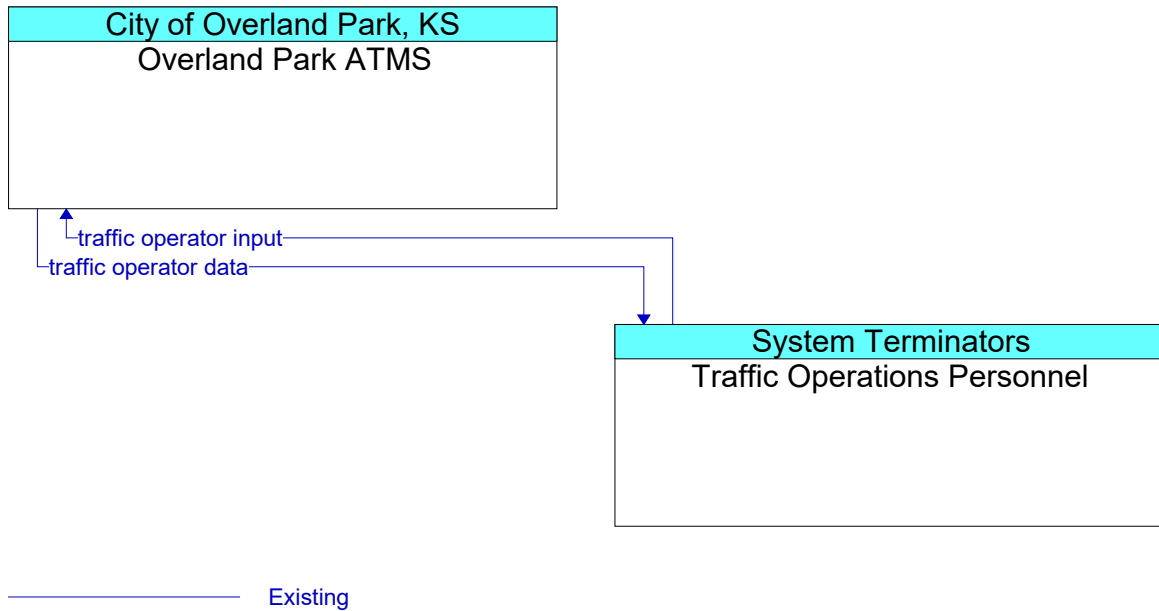 City of Overland Park, KS
Overland Park ATMS
traffic operator input
traffic operator data
System Terminators
Traffic Operations Personnel
Existing